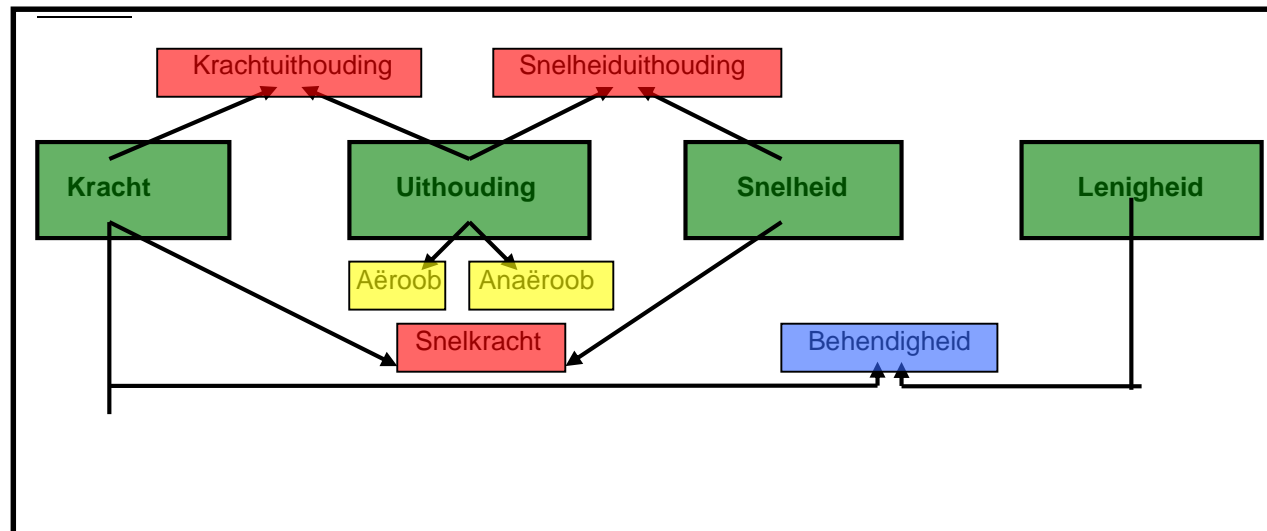 Krachtuithouding
Snelheiduithouding
Kracht
Uithouding
Snelheid
Lenigheid
Aëroob
Anaëroob
Snelkracht
Behendigheid